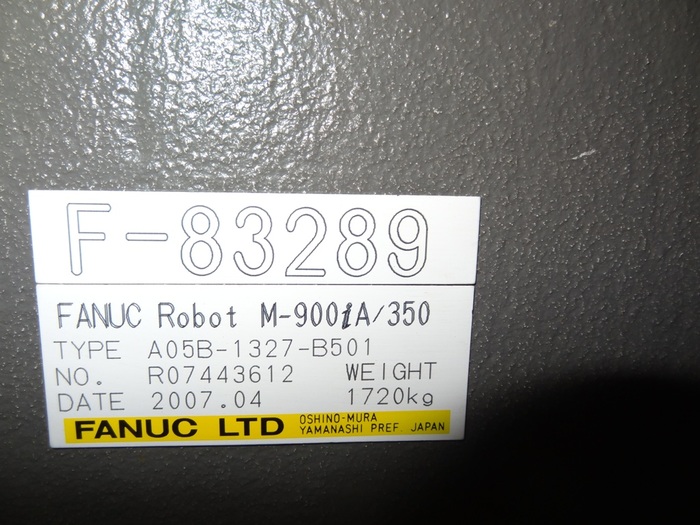 F-83289
FANUC Robot M-900iA/350
TYPE A05B-1327-B501
NO. R07443612 WEIGHT
DATE 2007.04 1720kg
FANUC LTD OSHINO-MURA
YAMANASHI PREF. JAPAN